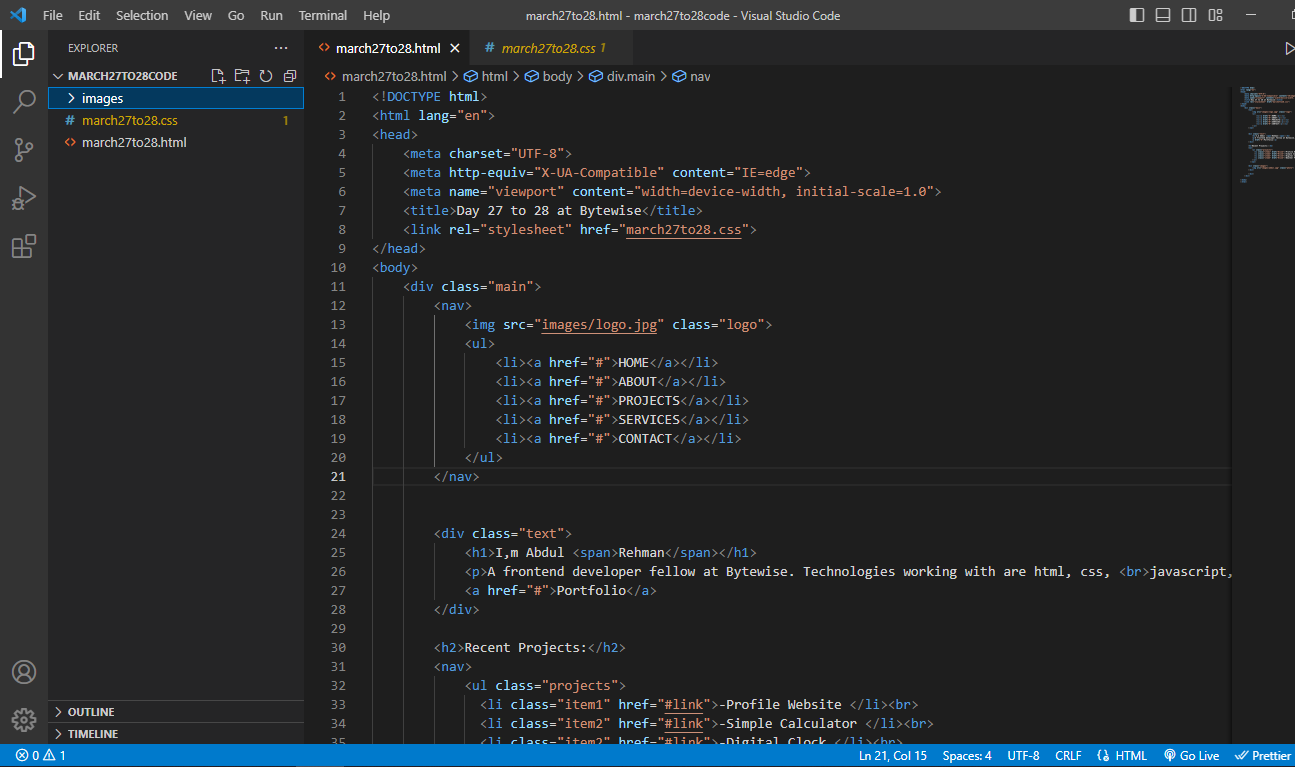 File Edit Selection View Go Run Terminal Help march27to28.html - march27to28code - Visual Studio Code
EXPLORER ... march27to28.html march27to28.css 1
MARCH27TO28CODE march27to28.html > html > body > div.main > nav
images
march27to28.css 1
march27to28.html
1 <!DOCTYPE html>
2 <html lang="en">
3 <head>
4 <meta charset="UTF-8">
5 <meta http-equiv="X-UA-Compatible" content="IE=edge">
6 <meta name="viewport" content="width=device-width, initial-scale=1.0">
7 <title>Day 27 to 28 at Bytewise</title>
8 <link rel="stylesheet" href="march27to28.css">
9 </head>
10 <body>
11 <div class="main">
12 <nav>
13 <img src="images/logo.jpg" class="logo">
14 <ul>
15 <li><a href="#">HOME</a></li>
16 <li><a href="#">ABOUT</a></li>
17 <li><a href="#">PROJECTS</a></li>
18 <li><a href="#">SERVICES</a></li>
19 <li><a href="#">CONTACT</a></li>
20 </ul>
21 </nav>
22
23
24 <div class="text">
25 <h1>I,m Abdul <span>Rehman</span></h1>
26 <p>A frontend developer fellow at Bytewise. Technologies working with are html, css, <br>javascript,
27 <a href="#">Portfolio</a>
28 </div>
29
30 <h2>Recent Projects:</h2>
31 <nav>
32 <ul class="projects">
33 <li class="item1" href="#link">-Profile Website </li><br>
34 <li class="item2" href="#link">-Simple Calculator </li><br>
35 <li class="item2" href="#link">-Digital Clock </li><br>
OUTLINE
TIMELINE
0 1 Ln 21, Col 15 Spaces: 4 UTF-8 CRLF HTML Go Live Prettier